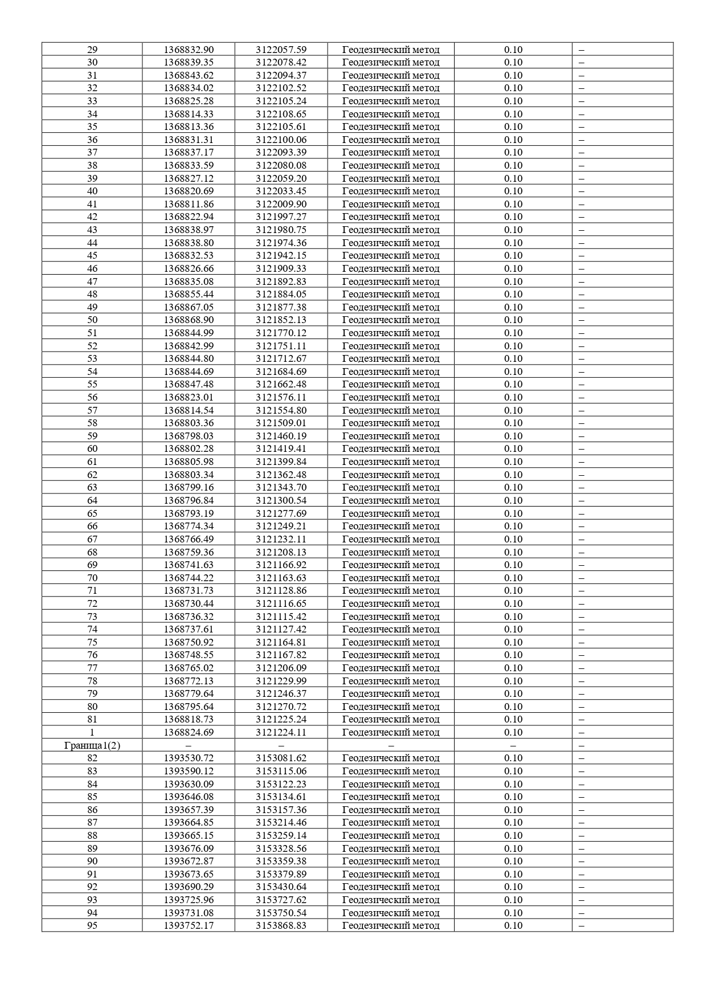 29 1368832.90 3122057.59 Геодезический метод 0.10 –
30 1368839.35 3122078.42 Геодезический метод 0.10 –
31 1368843.62 3122094.37 Геодезический метод 0.10 –
32 1368834.02 3122102.52 Геодезический метод 0.10 –
33 1368825.28 3122105.24 Геодезический метод 0.10 –
34 1368814.33 3122108.65 Геодезический метод 0.10 –
35 1368813.36 3122105.61 Геодезический метод 0.10 –
36 1368831.31 3122100.06 Геодезический метод 0.10 –
37 1368837.17 3122093.39 Геодезический метод 0.10 –
38 1368833.59 3122080.08 Геодезический метод 0.10 –
39 1368827.12 3122059.20 Геодезический метод 0.10 –
40 1368820.69 3122033.45 Геодезический метод 0.10 –
41 1368811.86 3122009.90 Геодезический метод 0.10 –
42 1368822.94 3121997.27 Геодезический метод 0.10 –
43 1368838.97 3121980.75 Геодезический метод 0.10 –
44 1368838.80 3121974.36 Геодезический метод 0.10 –
45 1368832.53 3121942.15 Геодезический метод 0.10 –
46 1368826.66 3121909.33 Геодезический метод 0.10 –
47 1368835.08 3121892.83 Геодезический метод 0.10 –
48 1368855.44 3121884.05 Геодезический метод 0.10 –
49 1368867.05 3121877.38 Геодезический метод 0.10 –
50 1368868.90 3121852.13 Геодезический метод 0.10 –
51 1368844.99 3121770.12 Геодезический метод 0.10 –
52 1368842.99 3121751.11 Геодезический метод 0.10 –
53 1368844.80 3121712.67 Геодезический метод 0.10 –
54 1368844.69 3121684.69 Геодезический метод 0.10 –
55 1368847.48 3121662.48 Геодезический метод 0.10 –
56 1368823.01 3121576.11 Геодезический метод 0.10 –
57 1368814.54 3121554.80 Геодезический метод 0.10 –
58 1368803.36 3121509.01 Геодезический метод 0.10 –
59 1368798.03 3121460.19 Геодезический метод 0.10 –
60 1368802.28 3121419.41 Геодезический метод 0.10 –
61 1368805.98 3121399.84 Геодезический метод 0.10 –
62 1368803.34 3121362.48 Геодезический метод 0.10 –
63 1368799.16 3121343.70 Геодезический метод 0.10 –
64 1368796.84 3121300.54 Геодезический метод 0.10 –
65 1368793.19 3121277.69 Геодезический метод 0.10 –
66 1368774.34 3121249.21 Геодезический метод 0.10 –
67 1368766.49 3121232.11 Геодезический метод 0.10 –
68 1368759.36 3121208.13 Геодезический метод 0.10 –
69 1368741.63 3121166.92 Геодезический метод 0.10 –
70 1368744.22 3121163.63 Геодезический метод 0.10 –
71 1368731.73 3121128.86 Геодезический метод 0.10 –
72 1368730.44 3121116.65 Геодезический метод 0.10 –
73 1368736.32 3121115.42 Геодезический метод 0.10 –
74 1368737.61 3121127.42 Геодезический метод 0.10 –
75 1368750.92 3121164.81 Геодезический метод 0.10 –
76 1368748.55 3121167.82 Геодезический метод 0.10 –
77 1368765.02 3121206.09 Геодезический метод 0.10 –
78 1368772.13 3121229.99 Геодезический метод 0.10 –
79 1368779.64 3121246.37 Геодезический метод 0.10 –
80 1368795.64 3121270.72 Геодезический метод 0.10 –
81 1368818.73 3121225.24 Геодезический метод 0.10 –
1 1368824.69 3121224.11 Геодезический метод 0.10 –
Граница1(2) – – – – –
82 1393530.72 3153081.62 Геодезический метод 0.10 –
83 1393590.12 3153115.06 Геодезический метод 0.10 –
84 1393630.09 3153122.23 Геодезический метод 0.10 –
85 1393646.08 3153134.61 Геодезический метод 0.10 –
86 1393657.39 3153157.36 Геодезический метод 0.10 –
87 1393664.85 3153214.46 Геодезический метод 0.10 –
88 1393665.15 3153259.14 Геодезический метод 0.10 –
89 1393676.09 3153328.56 Геодезический метод 0.10 –
90 1393672.87 3153359.38 Геодезический метод 0.10 –
91 1393673.65 3153379.89 Геодезический метод 0.10 –
92 1393690.29 3153430.64 Геодезический метод 0.10 –
93 1393725.96 3153727.62 Геодезический метод 0.10 –
94 1393731.08 3153750.54 Геодезический метод 0.10 –
95 1393752.17 3153868.83 Геодезический метод 0.10 –